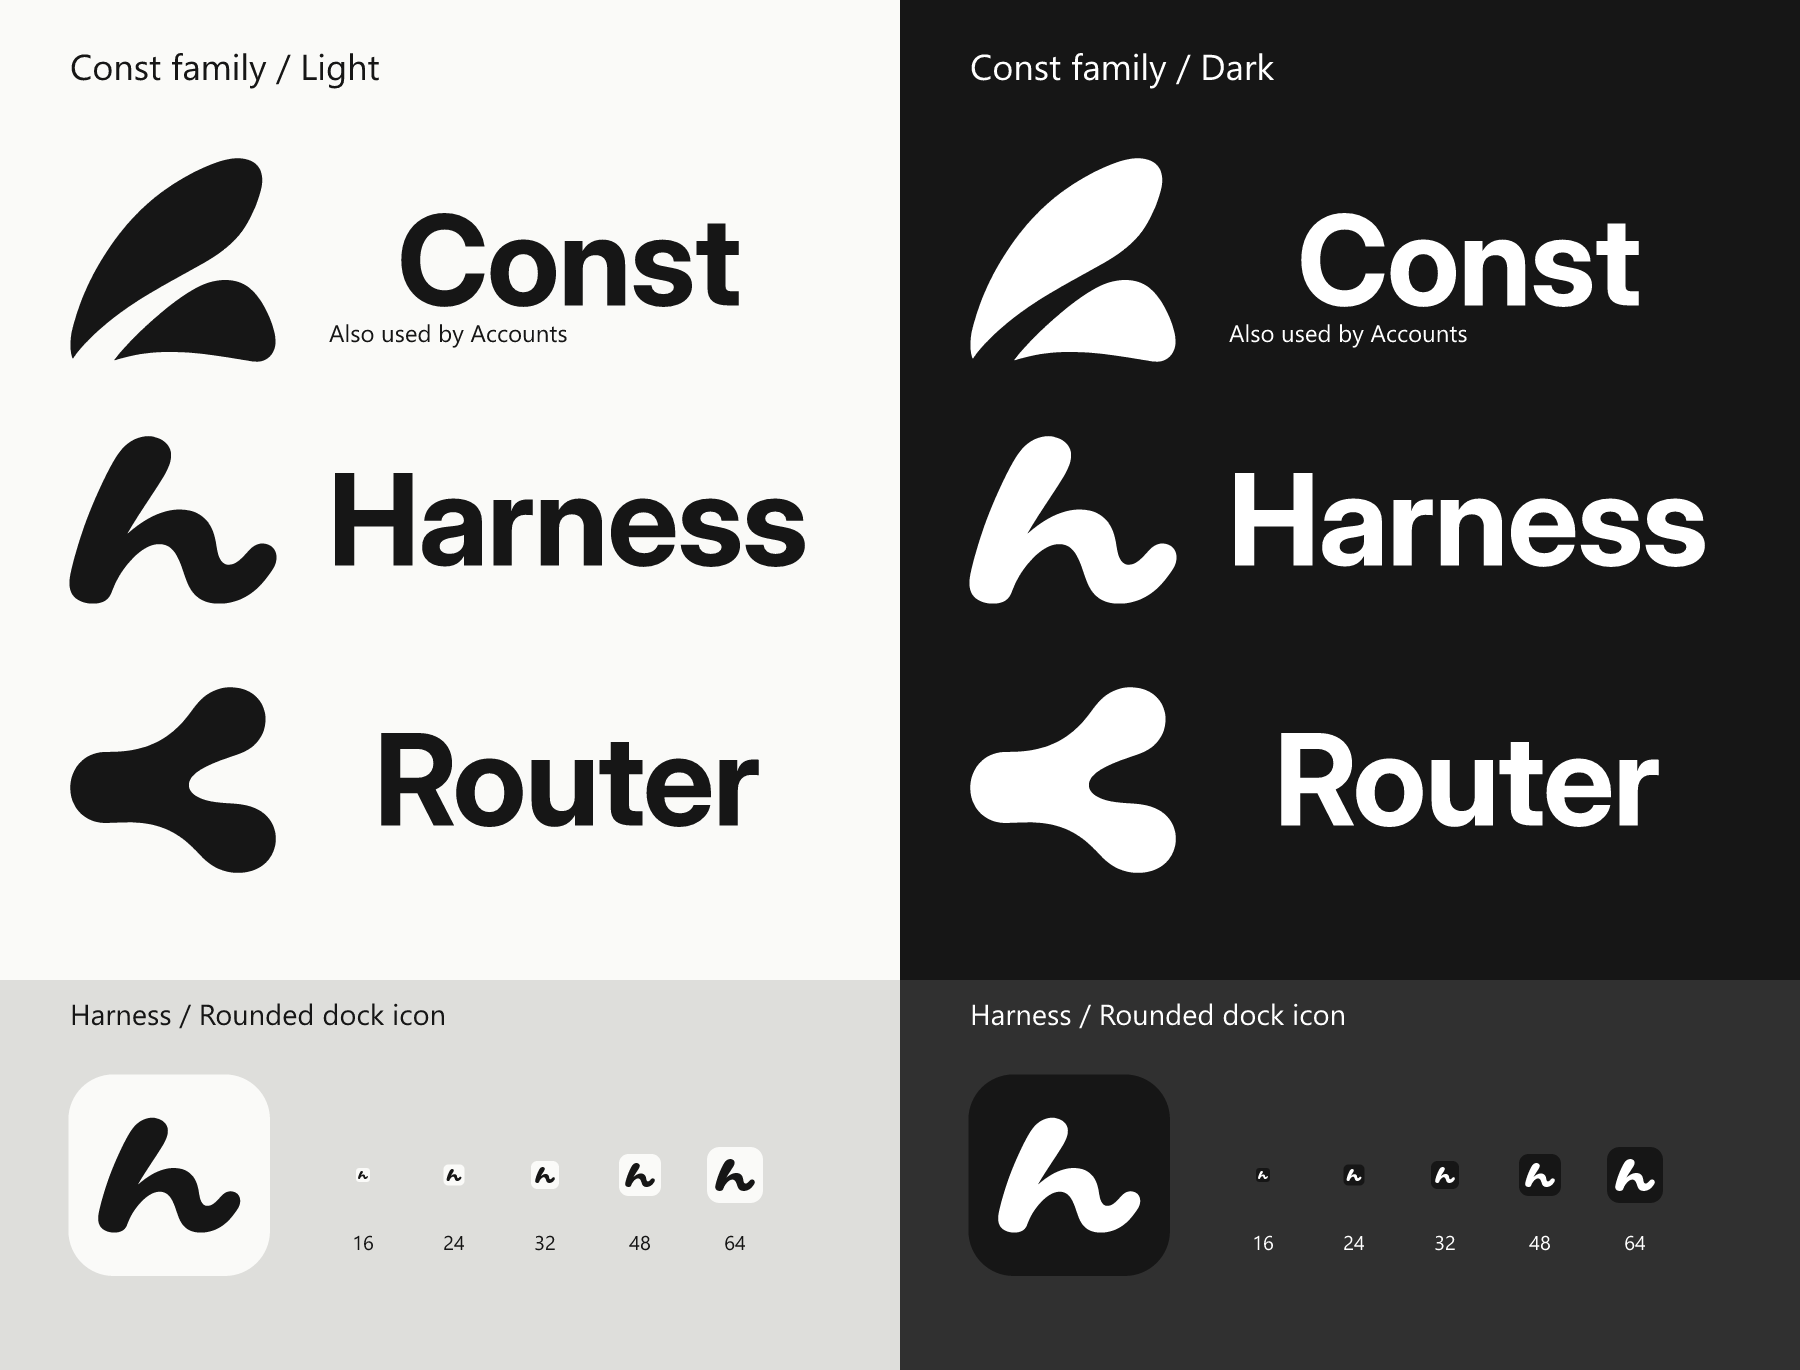 Const family / Light
Const
Also used by Accounts
Harness
Router
Harness / Rounded dock icon
16 24 32 48 64
Const family / Dark
Const
Also used by Accounts
Harness
Router
Harness / Rounded dock icon
16 24 32 48 64